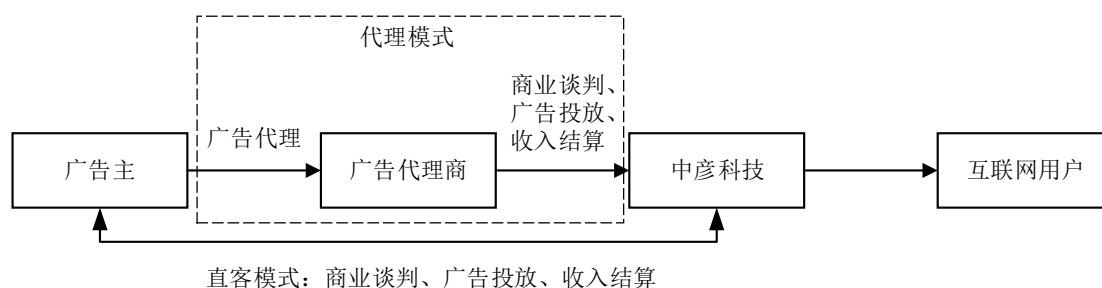 代理模式
商业谈判、
广告投放、
收入结算
广告代理
广告主
广告代理商
中彦科技
互联网用户
直客模式：商业谈判、广告投放、收入结算